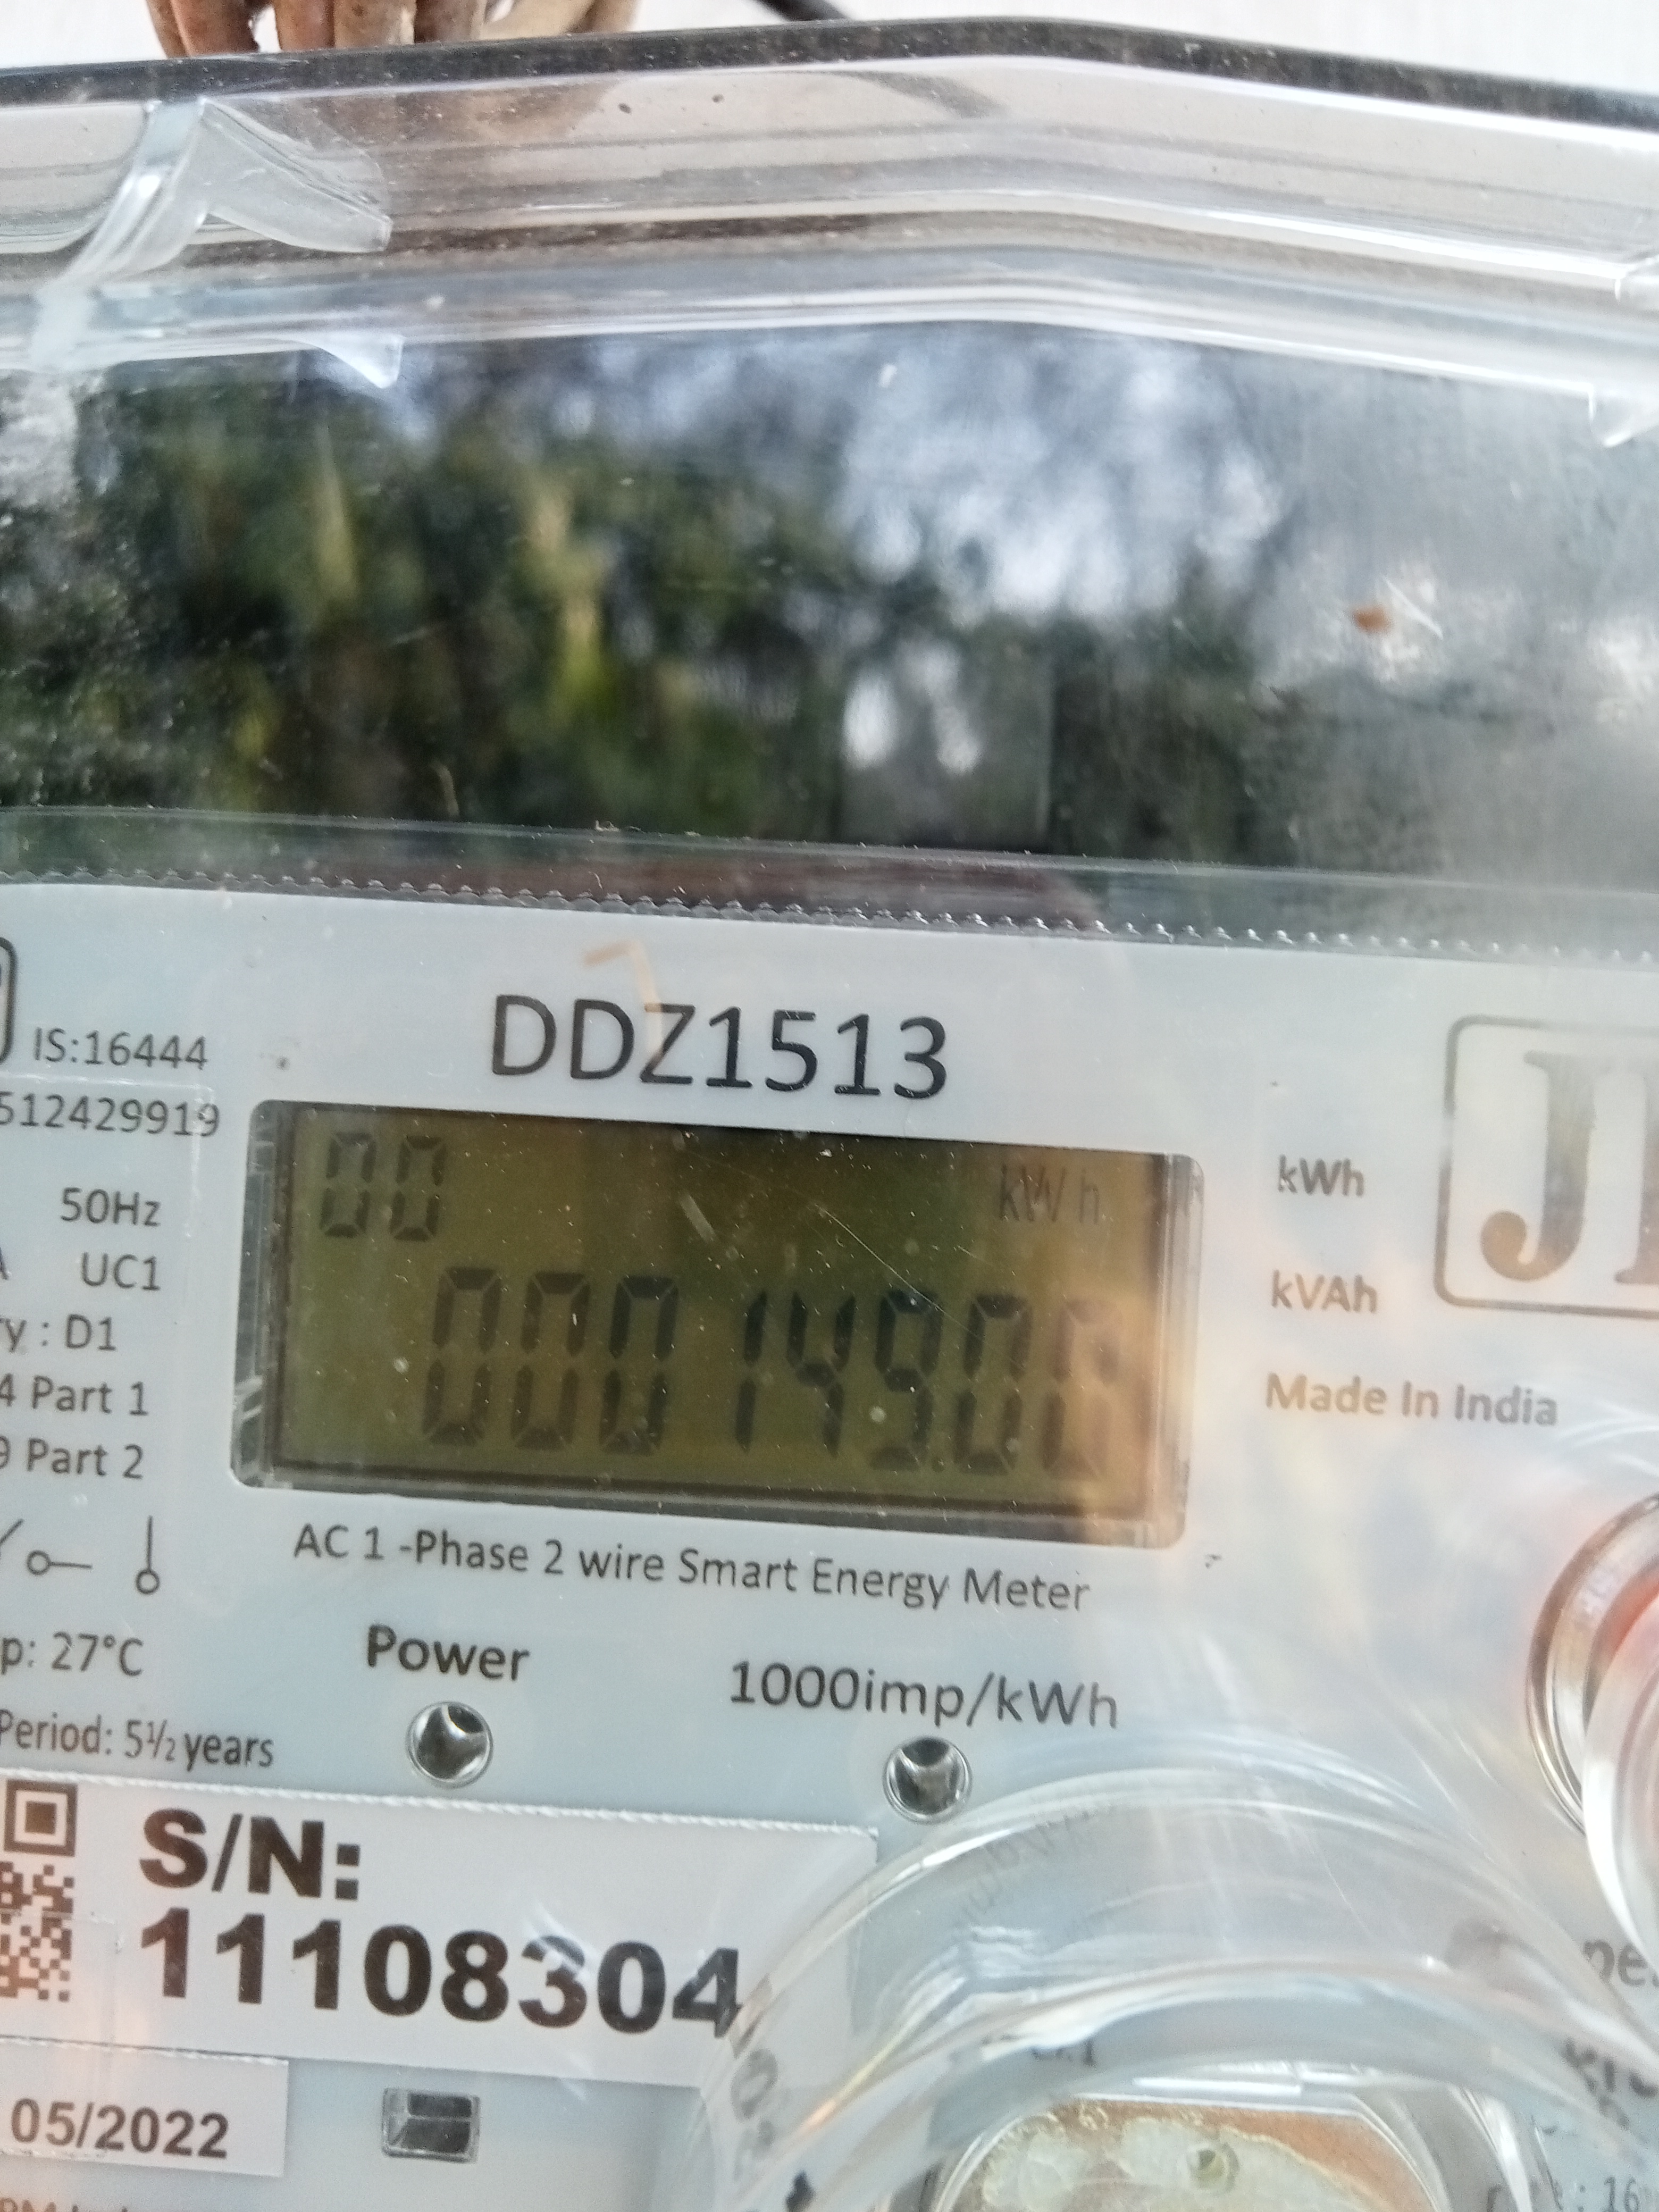 DDZ1513
IS:16444
512429919
00 kWh
50Hz
kWh
UC1
kVAh
y : D1
4 Part 1
Made In India
9 Part 2
AC 1 -Phase 2 wire Smart Energy Meter
p: 27°C
Power
1000imp/kWh
Period: 5½ years
S/N:
11108304
05/2022